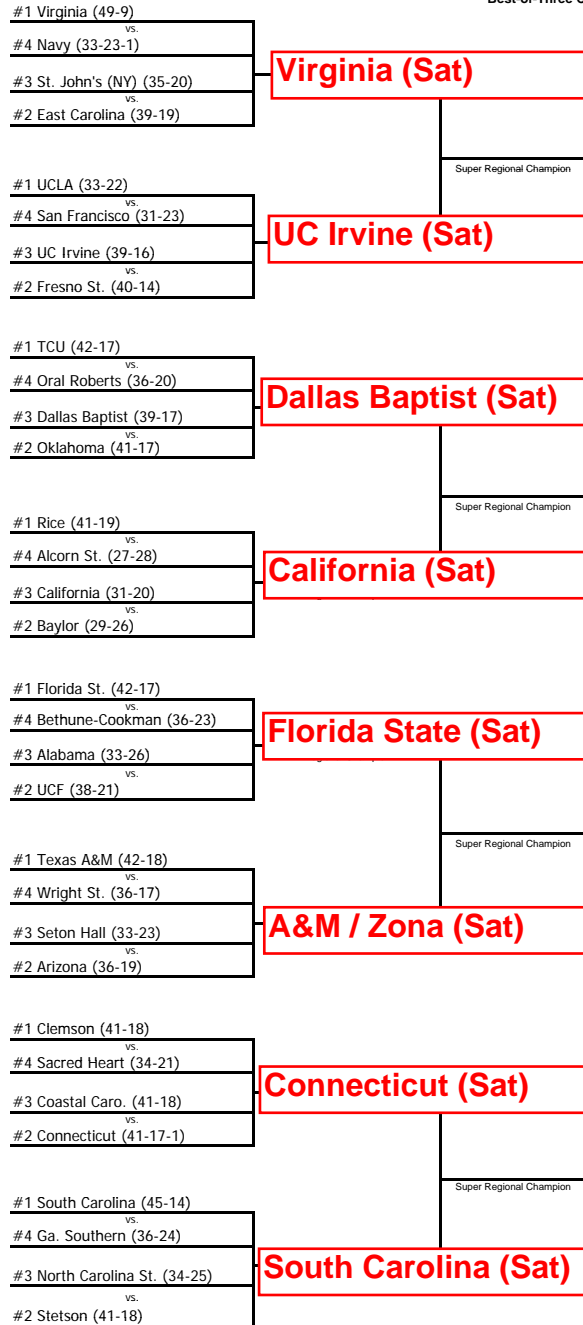 Best-of-Three
#1 Virginia (49-9)
vs.
#4 Navy (33-23-1)
#3 St. John's (NY) (35-20)
vs.
#2 East Carolina (39-19)
Virginia (Sat)
Super Regional Champion
#1 UCLA (33-22)
vs.
#4 San Francisco (31-23)
#3 UC Irvine (39-16)
vs.
#2 Fresno St. (40-14)
UC Irvine (Sat)
#1 TCU (42-17)
vs.
#4 Oral Roberts (36-20)
#3 Dallas Baptist (39-17)
vs.
#2 Oklahoma (41-17)
Dallas Baptist (Sat)
Super Regional Champion
#1 Rice (41-19)
vs.
#4 Alcorn St. (27-28)
#3 California (31-20)
vs.
#2 Baylor (29-26)
California (Sat)
#1 Florida St. (42-17)
vs.
#4 Bethune-Cookman (36-23)
#3 Alabama (33-26)
vs.
#2 UCF (38-21)
Florida State (Sat)
Super Regional Champion
#1 Texas A&M (42-18)
vs.
#4 Wright St. (36-17)
#3 Seton Hall (33-23)
vs.
#2 Arizona (36-19)
A&M / Zona (Sat)
#1 Clemson (41-18)
vs.
#4 Sacred Heart (34-21)
#3 Coastal Caro. (41-18)
vs.
#2 Connecticut (41-17-1)
Connecticut (Sat)
Super Regional Champion
#1 South Carolina (45-14)
vs.
#4 Ga. Southern (36-24)
#3 North Carolina St. (34-25)
vs.
#2 Stetson (41-18)
South Carolina (Sat)